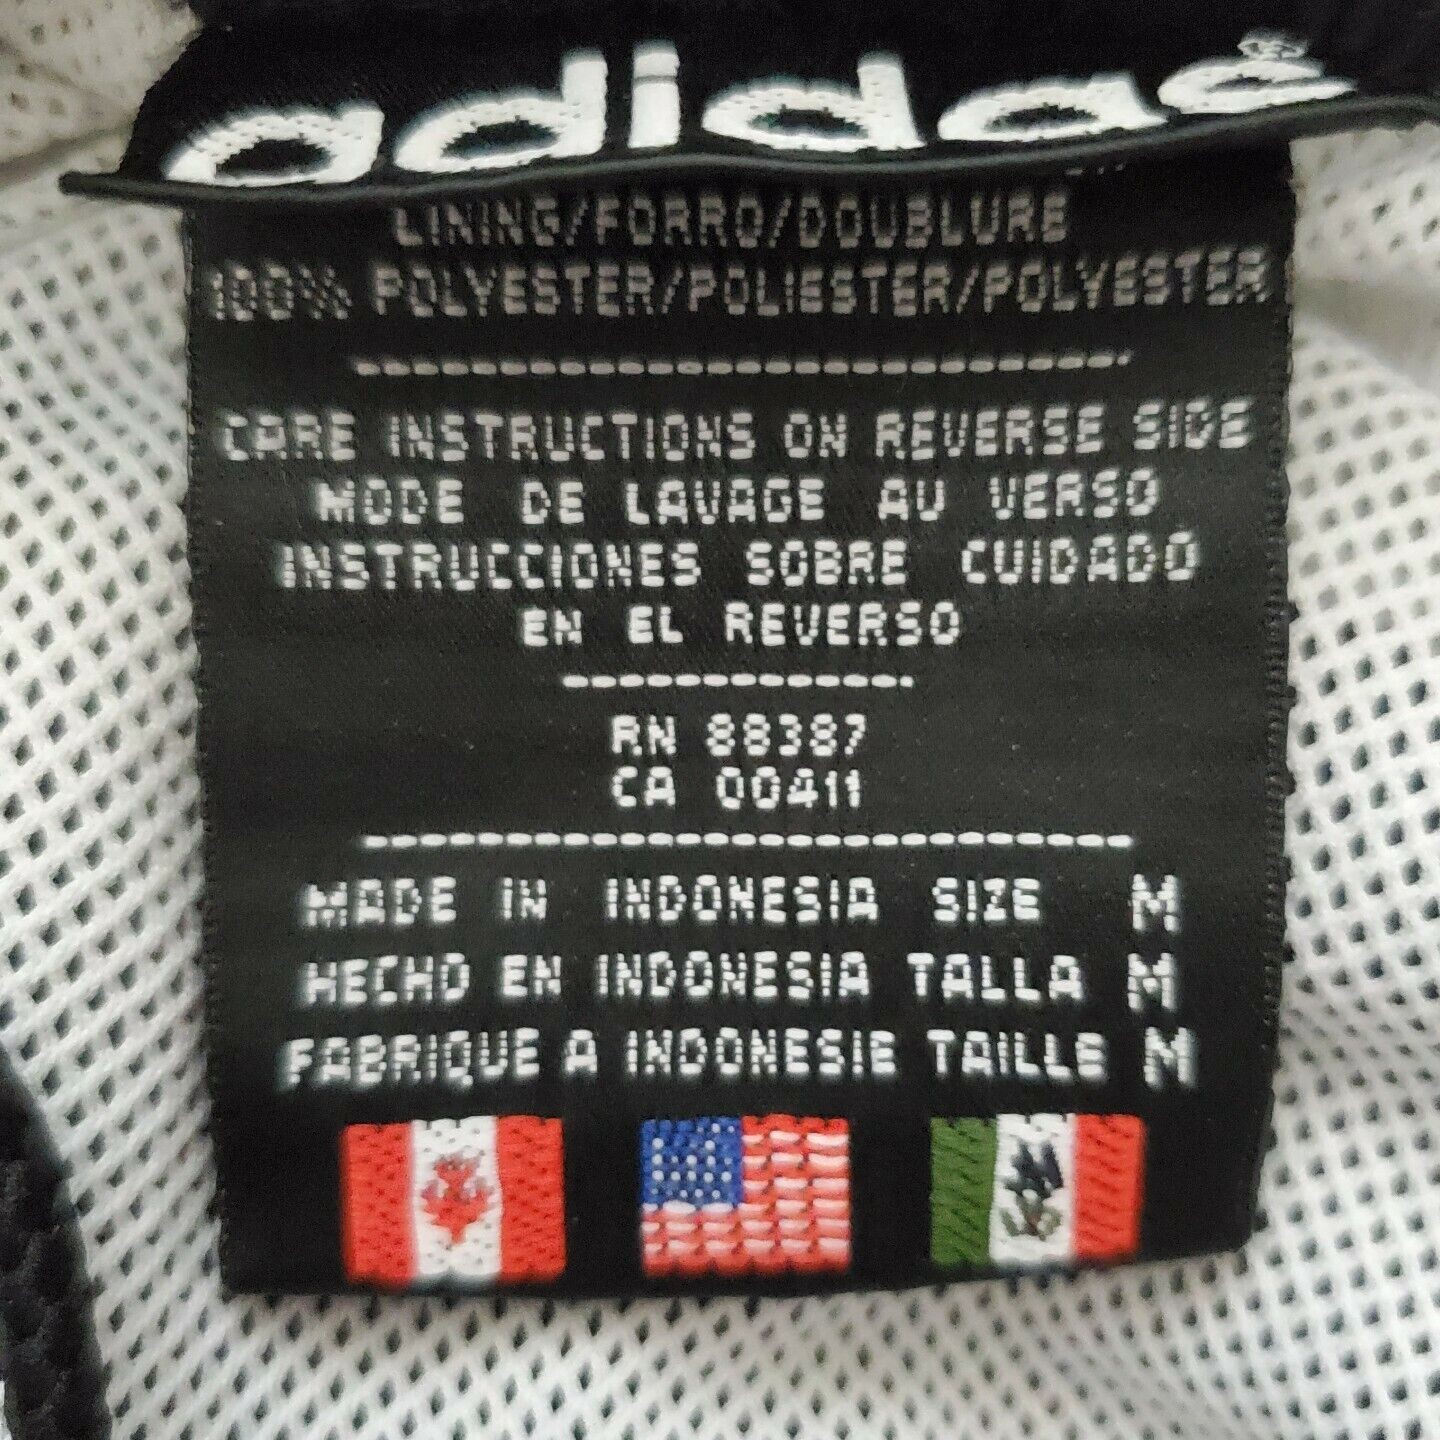 adidas
LINING/FORRO/DOUBLURE
100% POLYESTER/POLIESTER/POLYESTER
CARE INSTRUCTIONS ON REVERSE SIDE
MODE DE LAVAGE AU VERSO
INSTRUCCIONES SOBRE CUIDADO
EN EL REVERSO
RN 88387
CA 00411
MADE IN INDONESIA SIZE M
HECHO EN INDONESIA TALLA M
FABRIQUE A INDONESIE TAILLE M